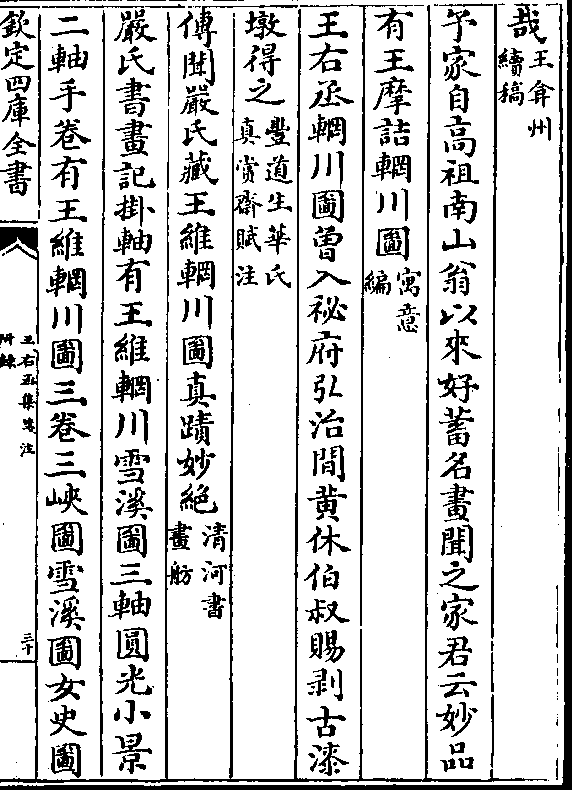 哉王弇州續稿
予家自高祖南山翁以來好蓄名畫聞之家君云妙品
有王摩詰輞川圖寓意編
王右丞輞川圖曾入祕府弘治間黄休伯叔賜剥古漆
墩得之豐道生華氏真賞齋賦注
傳聞嚴氏藏王維輞川圖真蹟妙絶清河書畫舫
嚴氏書畫記掛軸有王維輞川雪溪圖三軸圓光小景
二軸手卷有王維輞川圖三卷三峽圖雪溪圖女史圖
欽定四庫全書
王右丞集箋注
附錄
三十